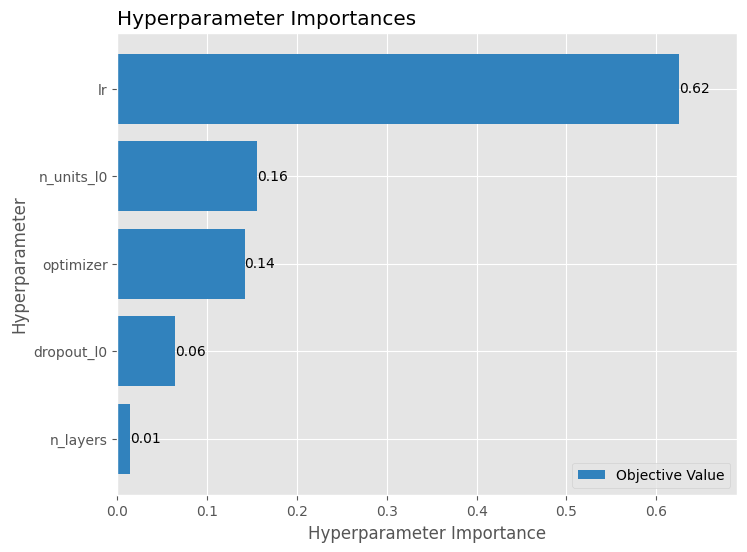 Hyperparameter Importances
Hyperparameter
lr
0.62
n_units_l0
0.16
optimizer
0.14
dropout_l0
0.06
n_layers
0.01
Objective Value
0.0
0.1
0.2
0.3
0.4
0.5
0.6
Hyperparameter Importance